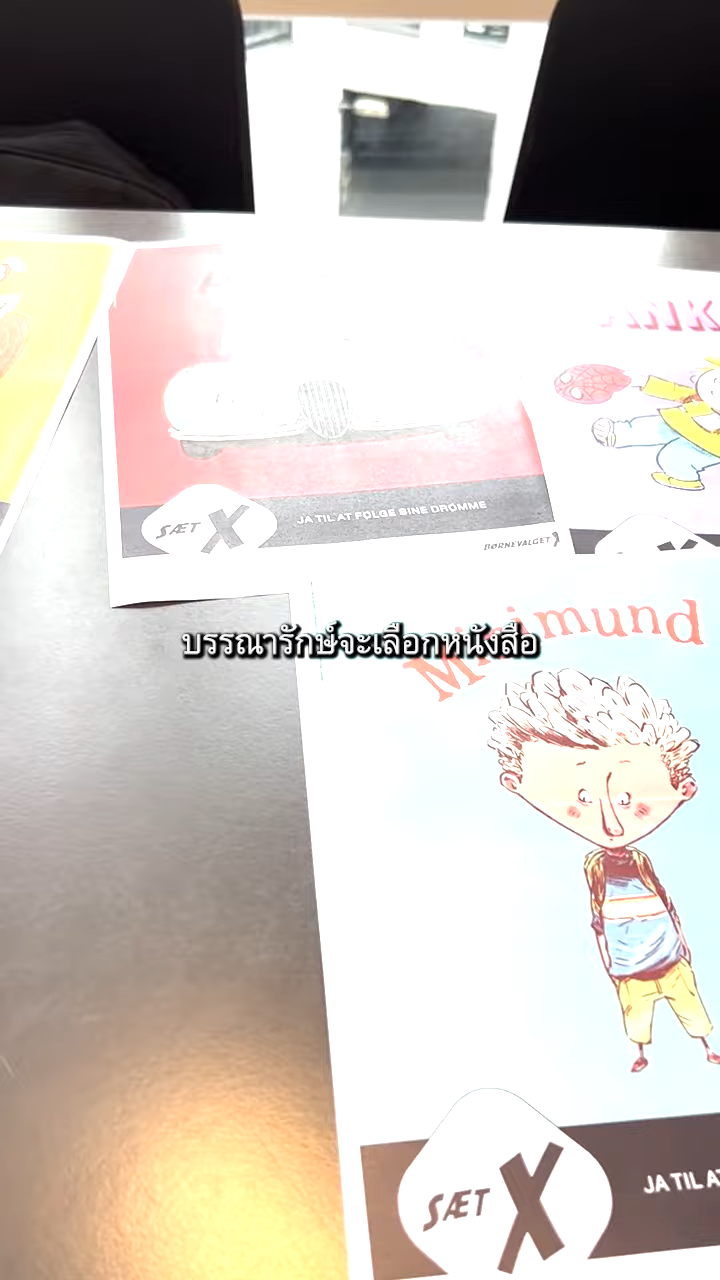 SÆT X
JA TIL AT FØLGE SINE DRØMME
BØRNEVALGET
บรรณารักษ์จะเลือกหนังสือ
mund
SÆT X
JA TIL